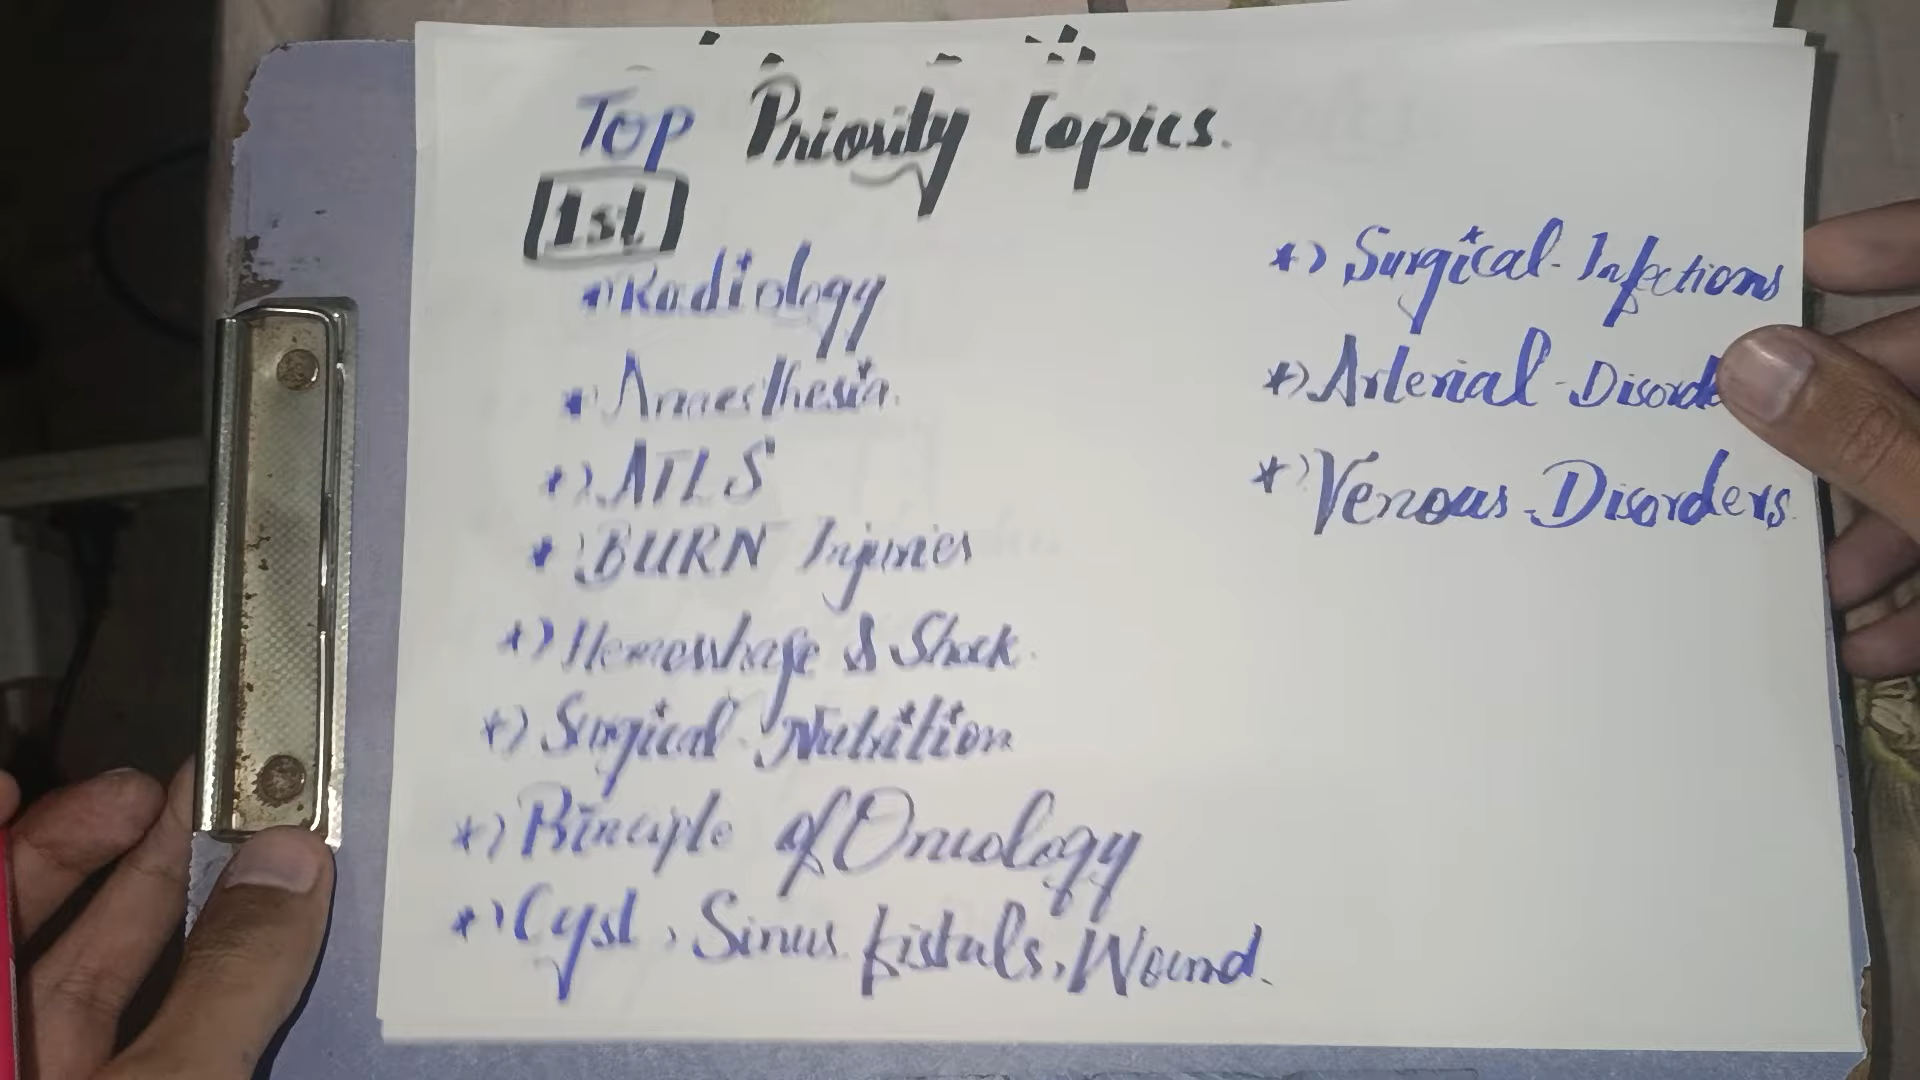 Top Priority Topics.
1st
*) Radiology
*) Anaesthesia.
*) ATLS
*) BURN Injuries
*) Hemorrhage & Shock.
*) Surgical Nutrition
*) Principle of Oncology
*) Cyst, Sinus fistula, Wound.
*) Surgical Infections
*) Arterial Disorde
*) Venous Disorders.